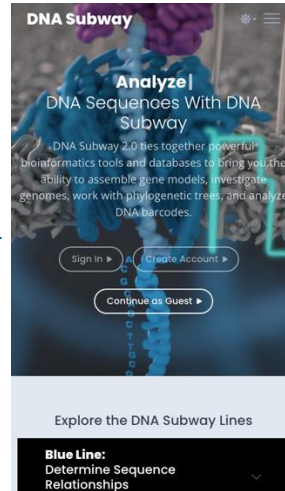 DNA Subway
Analyze
DNA Sequences With DNA
Subway
DNA Subway 2.0 ties together powerful
bioinformatics tools and databases to bring you the
ability to assemble gene models, investigate
genomes, work with phylogenetic trees, and analyze
DNA barcodes.
Sign In ▶
Create Account ▶
Continue as Guest ▶
Explore the DNA Subway Lines
Blue Line:
Determine Sequence
Relationships